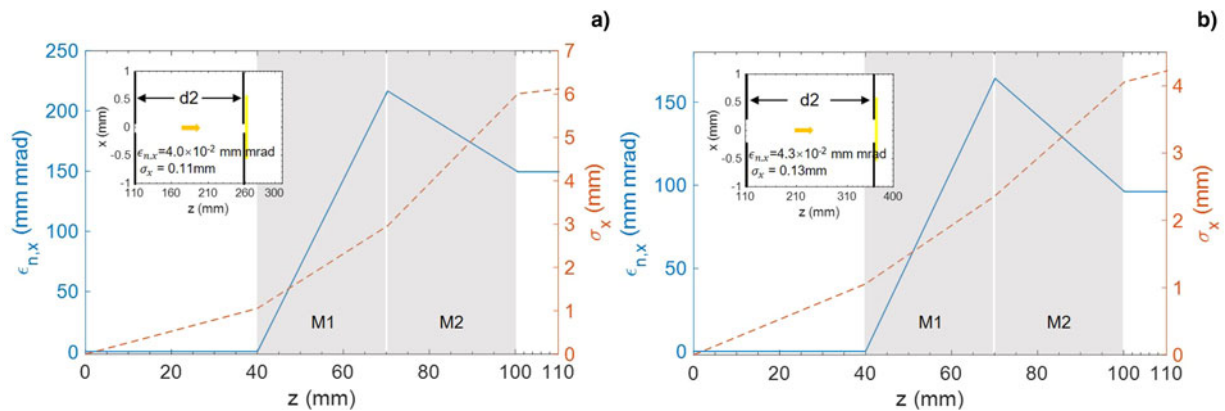 a)
250
200
150
100
50
0
ϵn,x (mm mrad)
7
6
5
4
3
2
1
0
σx (mm)
0 20 40 60 80 100 110
z (mm)
M1 M2
1
0.5
0
-0.5
-1
x (mm)
d2
ϵn,x=4.0×10-2 mm mrad
σx = 0.11mm
110 160 210 260 300
z (mm)
b)
150
100
50
0
ϵn,x (mm mrad)
4
3
2
1
0
σx (mm)
0 20 40 60 80 100 110
z (mm)
M1 M2
1
0.5
0
-0.5
-1
x (mm)
d2
ϵn,x=4.3×10-2 mm mrad
σx = 0.13mm
110 210 360 400
z (mm)